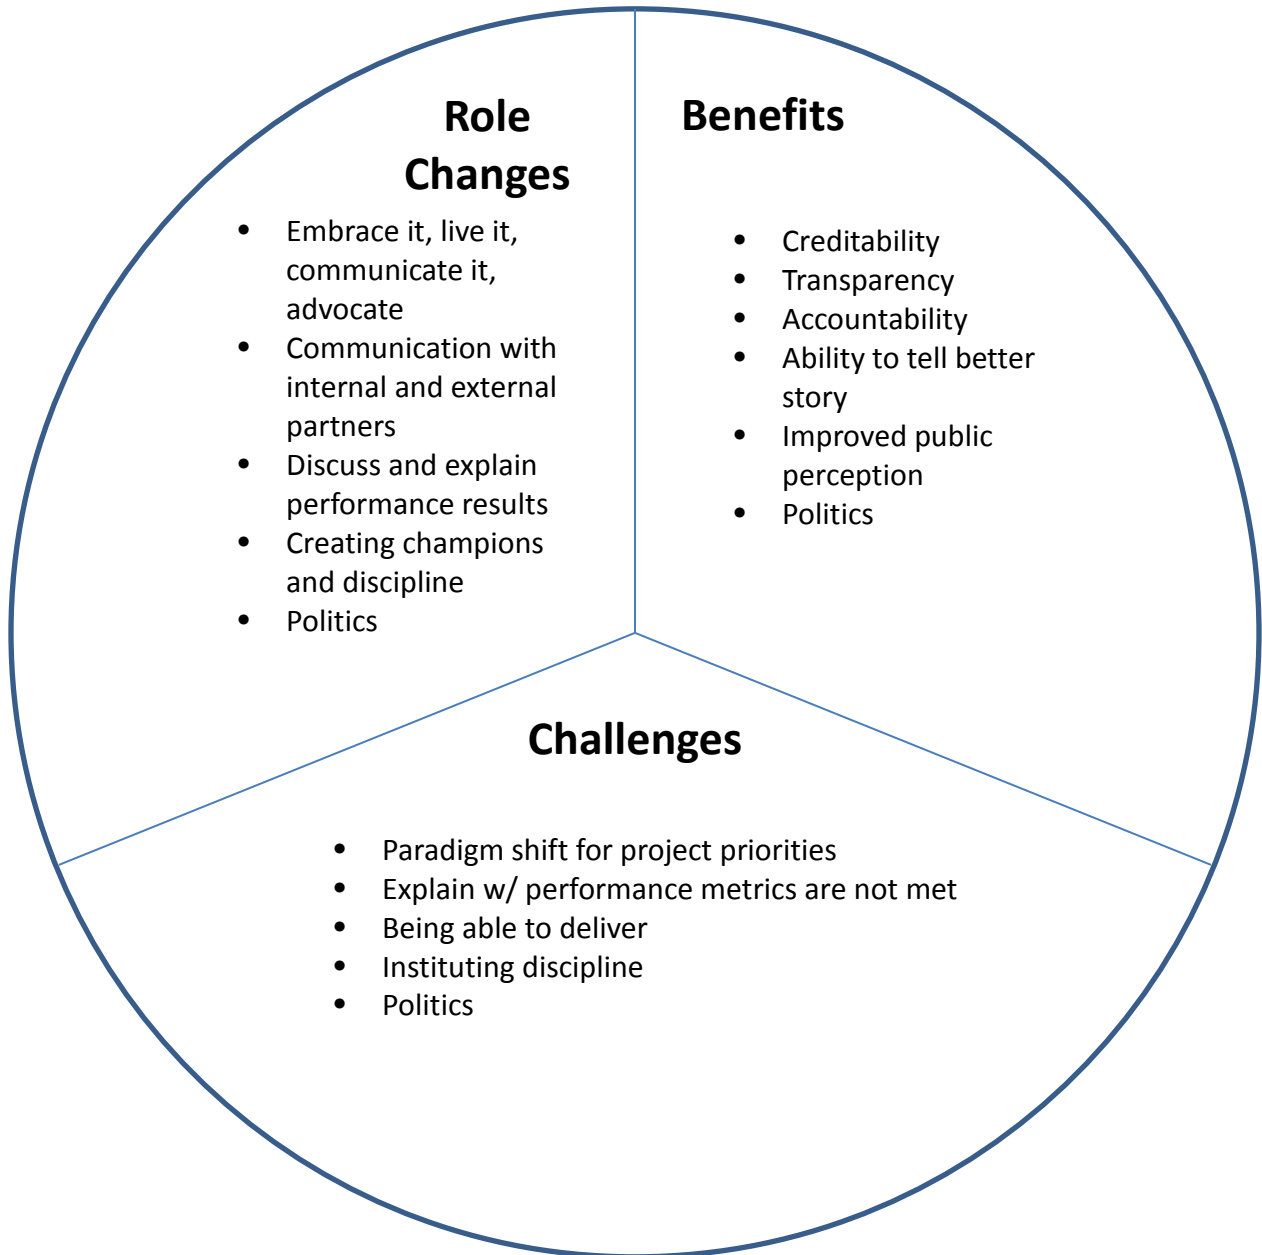 Role
Changes
• Embrace it, live it,
communicate it,
advocate
• Communication with
internal and external
partners
• Discuss and explain
performance results
• Creating champions
and discipline
• Politics
Benefits
• Creditability
• Transparency
• Accountability
• Ability to tell better
story
• Improved public
perception
• Politics
Challenges
• Paradigm shift for project priorities
• Explain w/ performance metrics are not met
• Being able to deliver
• Instituting discipline
• Politics